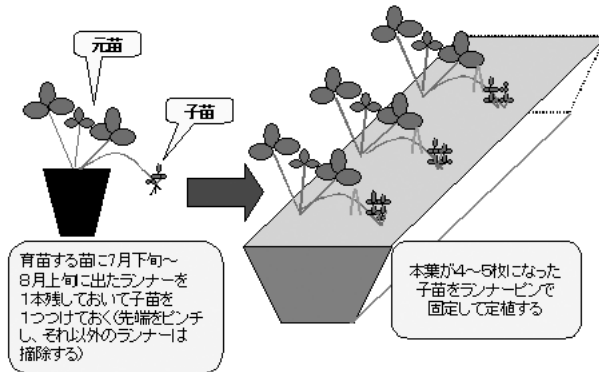 元苗
子苗
育苗する苗に7月下旬～
8月上旬に出たランナーを
1本残しておいて子苗を
1つつけておく(先端をピンチ
し、それ以外のランナーは
摘除する)
本葉が4～5枚になった
子苗をランナーピンで
固定して定植する